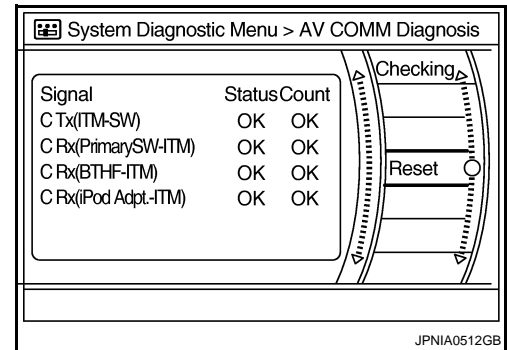 System Diagnostic Menu > AV COMM Diagnosis
Checking
Signal Status Count
C Tx(ITM-SW) OK OK
C Rx(PrimarySW-ITM) OK OK
C Rx(BTHF-ITM) OK OK
C Rx(iPod Adpt.-ITM) OK OK
Reset
JPNIA0512GB